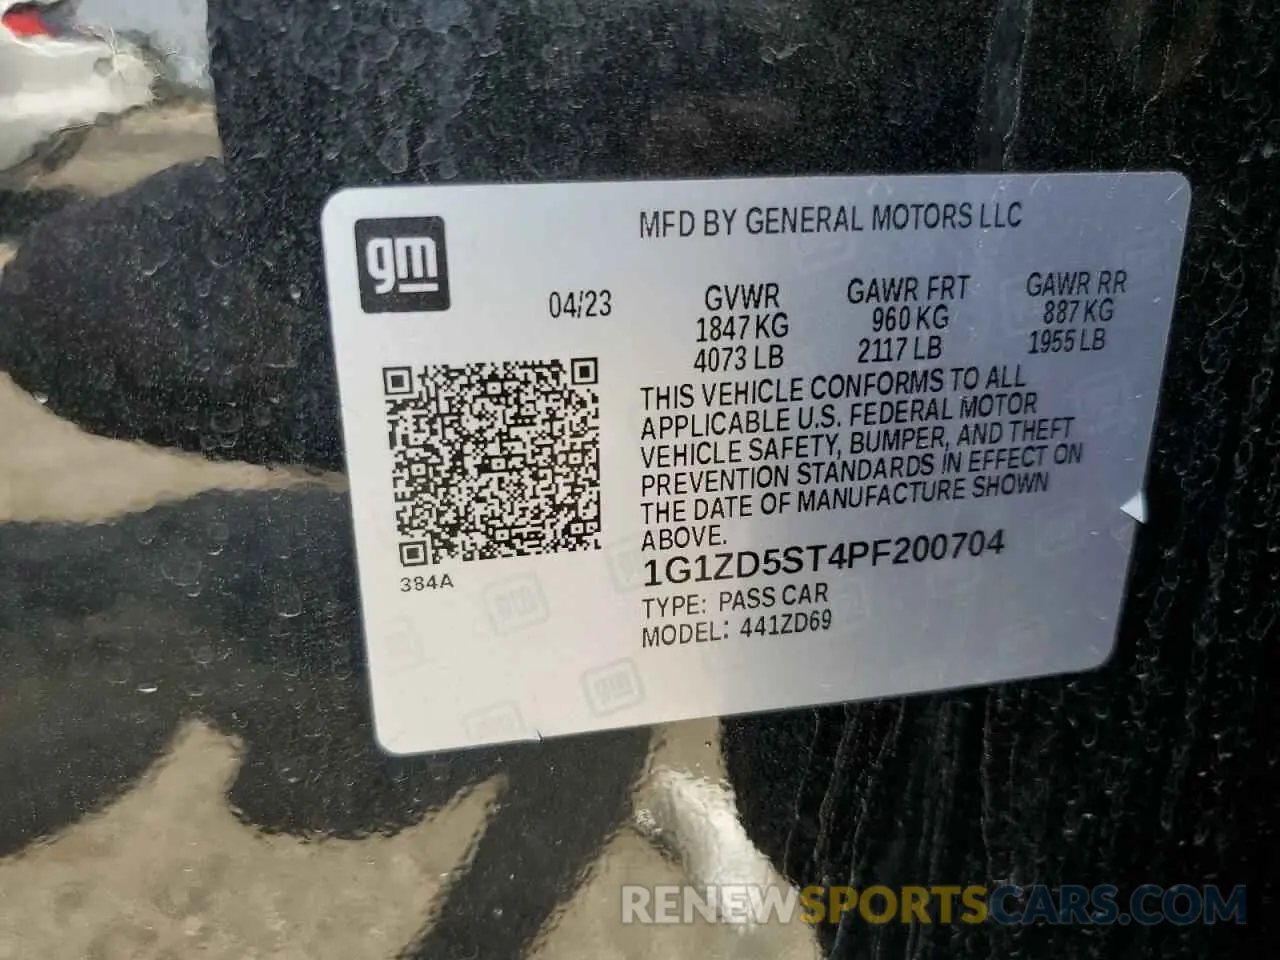 gm
MFD BY GENERAL MOTORS LLC
04/23
GVWR
1847 KG
4073 LB
GAWR FRT
960 KG
2117 LB
GAWR RR
887 KG
1955 LB
THIS VEHICLE CONFORMS TO ALL
APPLICABLE U.S. FEDERAL MOTOR
VEHICLE SAFETY, BUMPER, AND THEFT
PREVENTION STANDARDS IN EFFECT ON
THE DATE OF MANUFACTURE SHOWN
ABOVE.
384A
1G1ZD5ST4PF200704
TYPE: PASS CAR
MODEL: 441ZD69
RENEWSPORTSCARS.COM